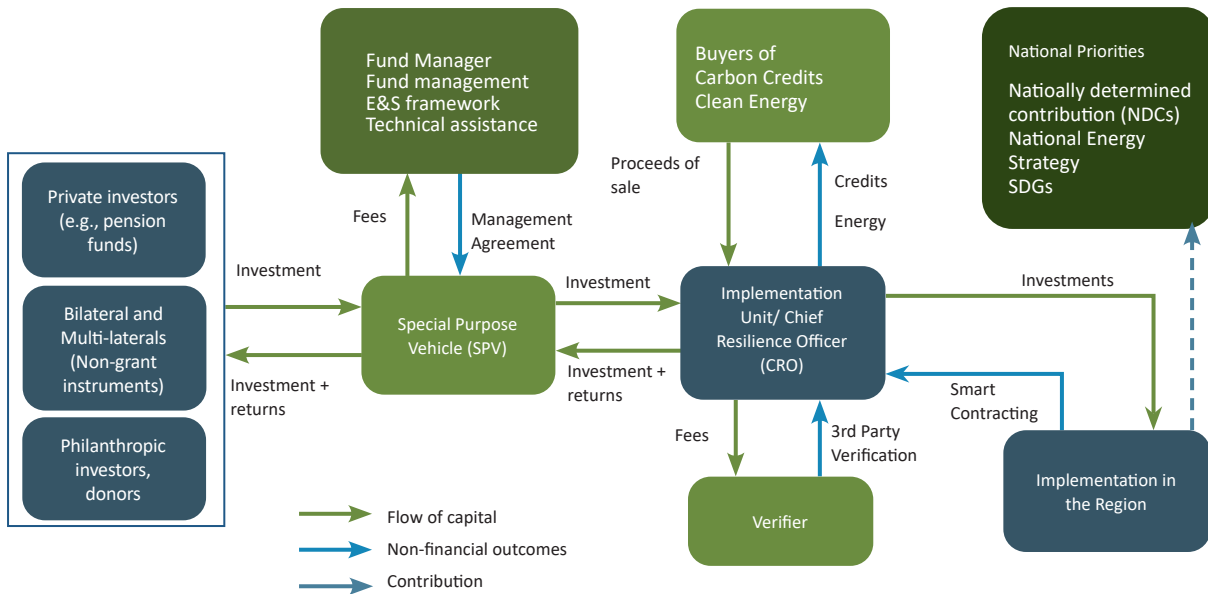 Fund Manager
Fund management
E&S framework
Technical assistance
Buyers of
Carbon Credits
Clean Energy
National Priorities
Natioally determined
contribution (NDCs)
National Energy
Strategy
SDGs
Private investors
(e.g., pension
funds)
Bilateral and
Multi-laterals
(Non-grant
instruments)
Philanthropic
investors,
donors
Investment
Investment +
returns
Fees
Management
Agreement
Special Purpose
Vehicle (SPV)
Investment
Investment +
returns
Proceeds of
sale
Credits
Energy
Implementation
Unit/ Chief
Resilience Officer
(CRO)
Investments
Smart
Contracting
Implementation in
the Region
Fees
3rd Party
Verification
Verifier
Flow of capital
Non-financial outcomes
Contribution